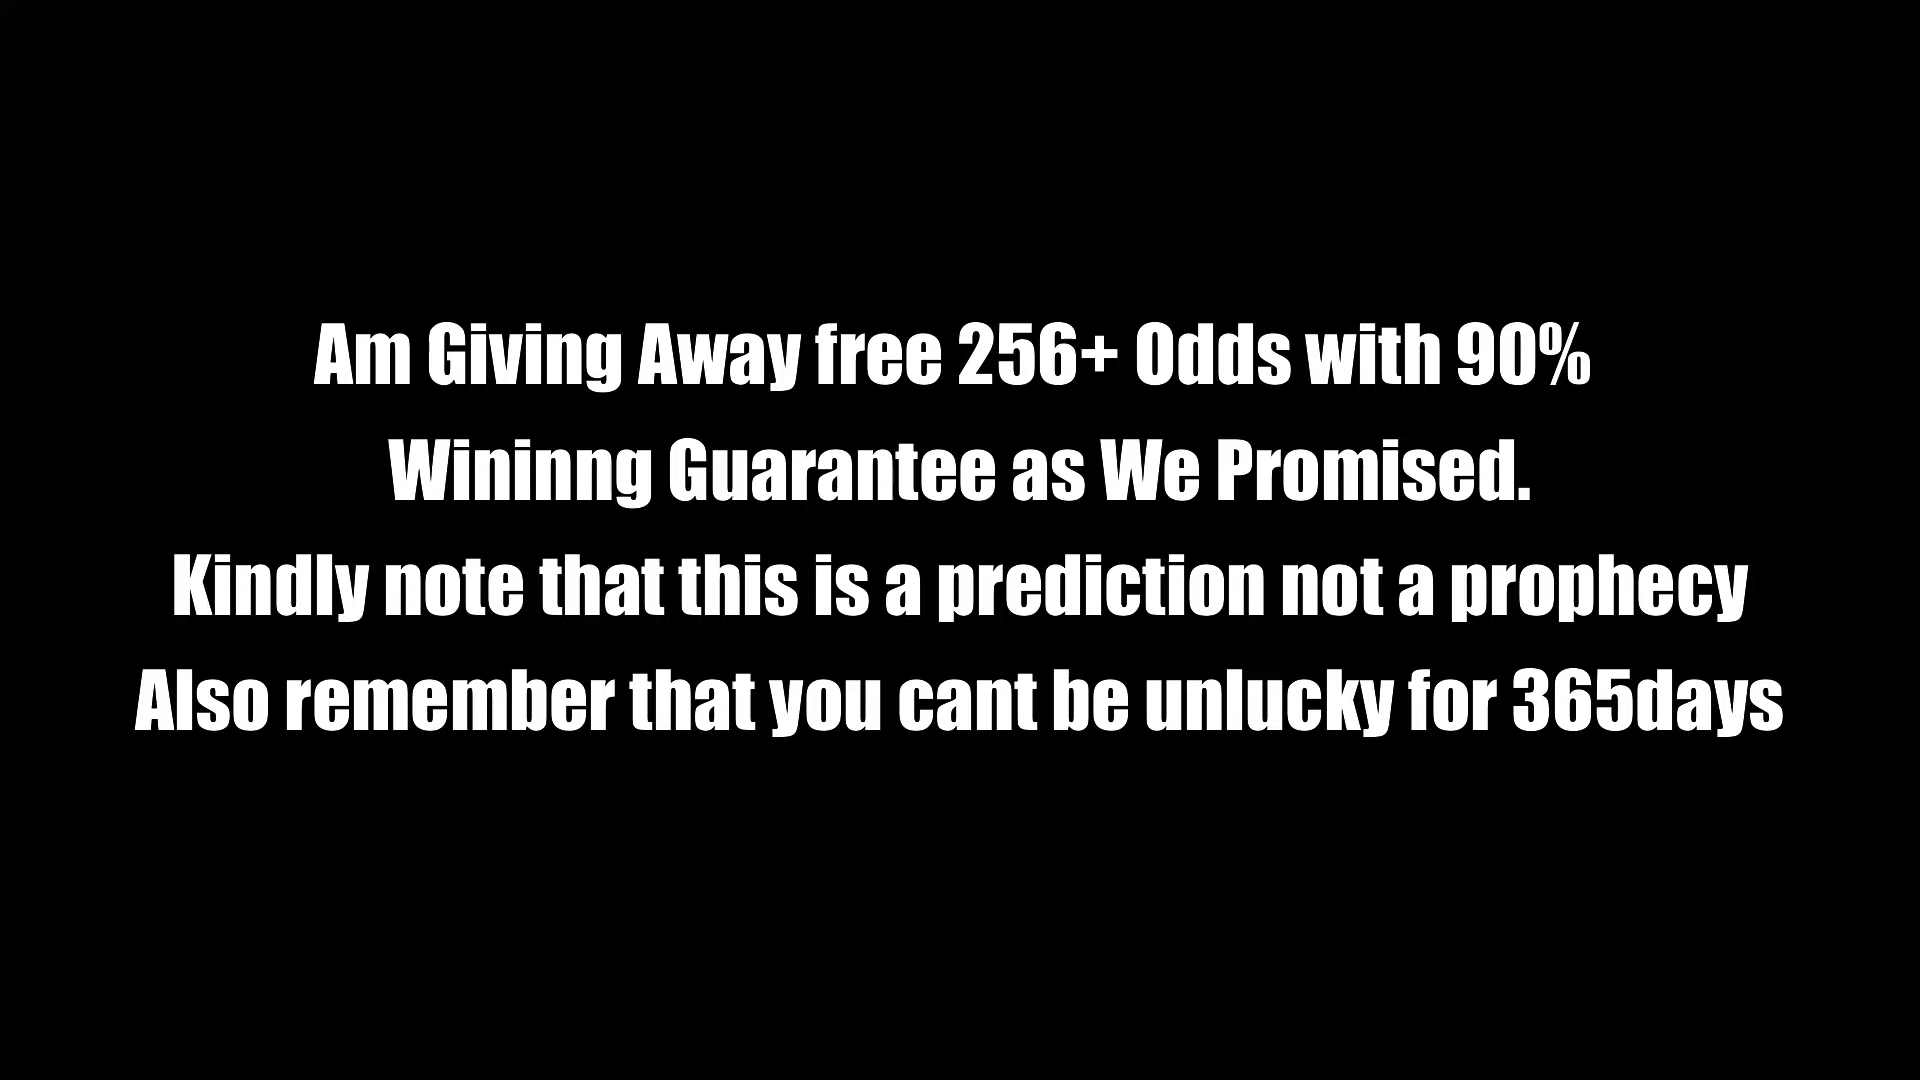 Am Giving Away free 256+ Odds with 90%
Wininng Guarantee as We Promised.
Kindly note that this is a prediction not a prophecy
Also remember that you cant be unlucky for 365days